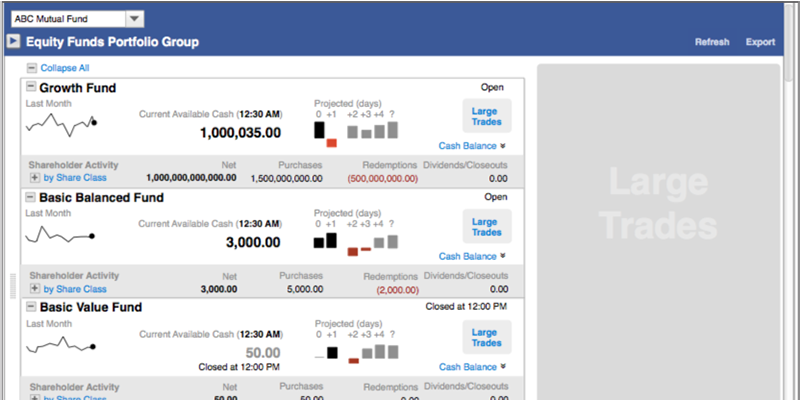 ABC Mutual Fund
Equity Funds Portfolio Group
Refresh Export
Collapse All
Growth Fund Open
Last Month
Current Available Cash (12:30 AM)
1,000,035.00
Projected (days)
0 +1 +2 +3 +4 ?
Large
Trades
Cash Balance
Shareholder Activity Net Purchases Redemptions Dividends/Closeouts
by Share Class 1,000,000,000,000.00 1,500,000,000.00 (500,000,000.00) 0.00
Basic Balanced Fund Open
Last Month
Current Available Cash (12:30 AM)
3,000.00
Projected (days)
0 +1 +2 +3 +4 ?
Large
Trades
Cash Balance
Shareholder Activity Net Purchases Redemptions Dividends/Closeouts
by Share Class 3,000.00 5,000.00 (2,000.00) 0.00
Basic Value Fund Closed at 12:00 PM
Last Month
Current Available Cash (12:30 AM)
50.00
Closed at 12:00 PM
Projected (days)
0 +1 +2 +3 +4 ?
Large
Trades
Cash Balance
Shareholder Activity Net Purchases Redemptions Dividends/Closeouts
by Share Class 50.00 50.00 0.00 0.00
Large
Trades